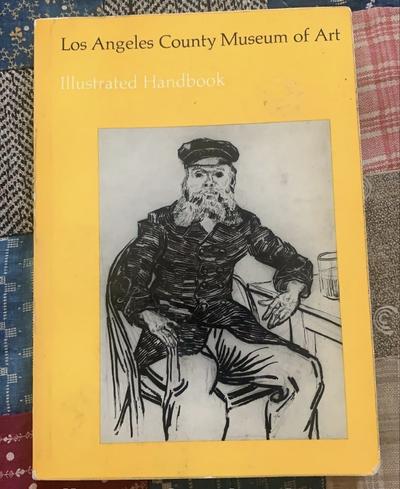 Los Angeles County Museum of Art
Illustrated Handbook